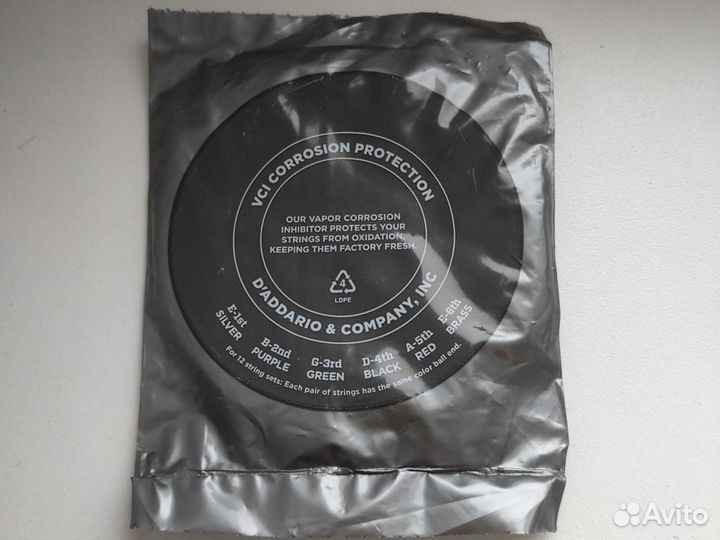 VCI CORROSION PROTECTION
OUR VAPOR CORROSION
INHIBITOR PROTECTS YOUR
STRINGS FROM OXIDATION,
KEEPING THEM FACTORY FRESH.
4
LDPE
D'ADDARIO & COMPANY, INC
E-1st
SILVER
B-2nd
PURPLE
G-3rd
GREEN
D-4th
BLACK
A-5th
RED
E-6th
BRASS
For 12 string sets: Each pair of strings has the same color ball end.
Avito